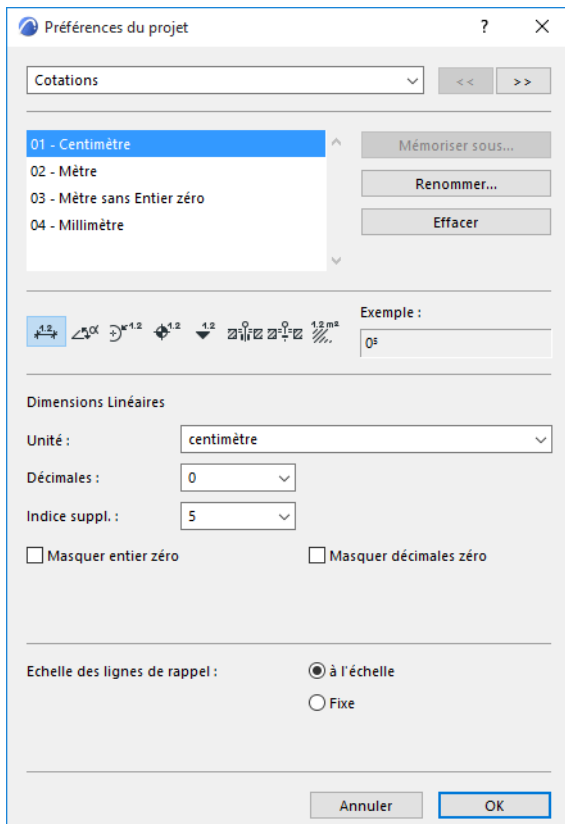 Préférences du projet ?
Cotations << >>
01 - Centimètre
02 - Mètre
03 - Mètre sans Entier zéro
04 - Millimètre
Mémoriser sous...
Renommer...
Effacer
1.2 α 1.2 1.2 1.2 1.2 m²
Exemple :
0⁵
Dimensions Linéaires
Unité : centimètre
Décimales : 0
Indice suppl. : 5
Masquer entier zéro Masquer décimales zéro
Echelle des lignes de rappel : à l'échelle
Fixe
Annuler OK